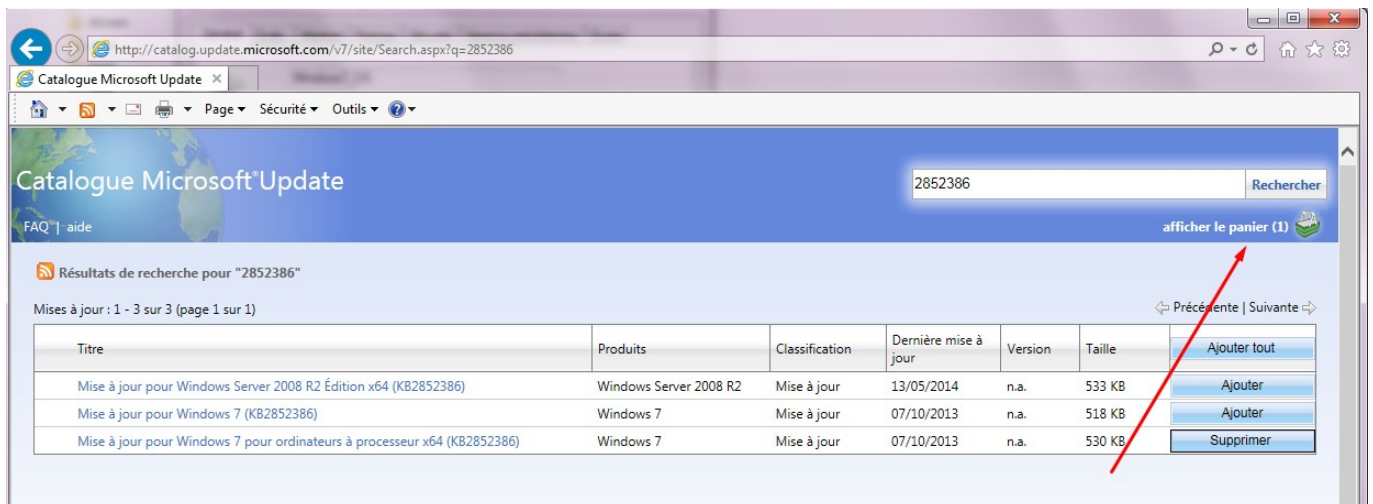 http://catalog.update.microsoft.com/v7/site/Search.aspx?q=2852386
Catalogue Microsoft Update
Page Sécurité Outils
Catalogue Microsoft®Update
2852386 Rechercher
FAQ | aide
afficher le panier (1)
Résultats de recherche pour "2852386"
Mises à jour : 1 - 3 sur 3 (page 1 sur 1)
Précédente | Suivante
Titre Produits Classification Dernière mise à jour Version Taille Ajouter tout
Mise à jour pour Windows Server 2008 R2 Édition x64 (KB2852386) Windows Server 2008 R2 Mise à jour 13/05/2014 n.a. 533 KB Ajouter
Mise à jour pour Windows 7 (KB2852386) Windows 7 Mise à jour 07/10/2013 n.a. 518 KB Ajouter
Mise à jour pour Windows 7 pour ordinateurs à processeur x64 (KB2852386) Windows 7 Mise à jour 07/10/2013 n.a. 530 KB Supprimer